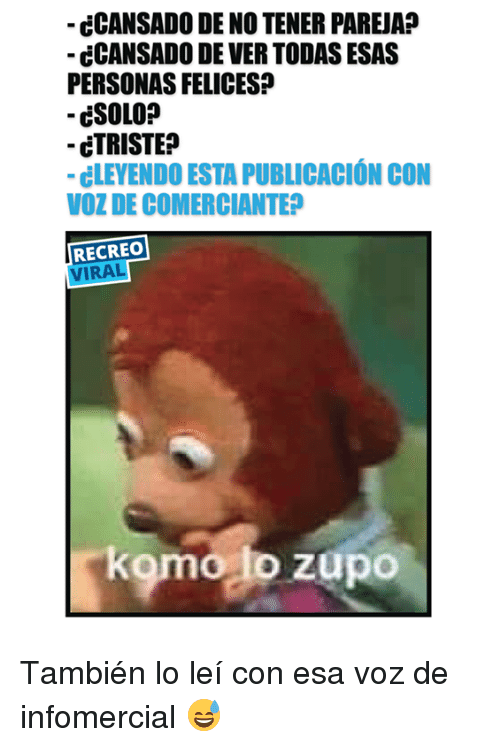 - ¿CANSADO DE NO TENER PAREJA?
- ¿CANSADO DE VER TODAS ESAS
PERSONAS FELICES?
- ¿SOLO?
- ¿TRISTE?
- ¿LEYENDO ESTA PUBLICACIÓN CON
VOZ DE COMERCIANTE?
RECREO
VIRAL
komo lo zupo
También lo leí con esa voz de
infomercial 😅